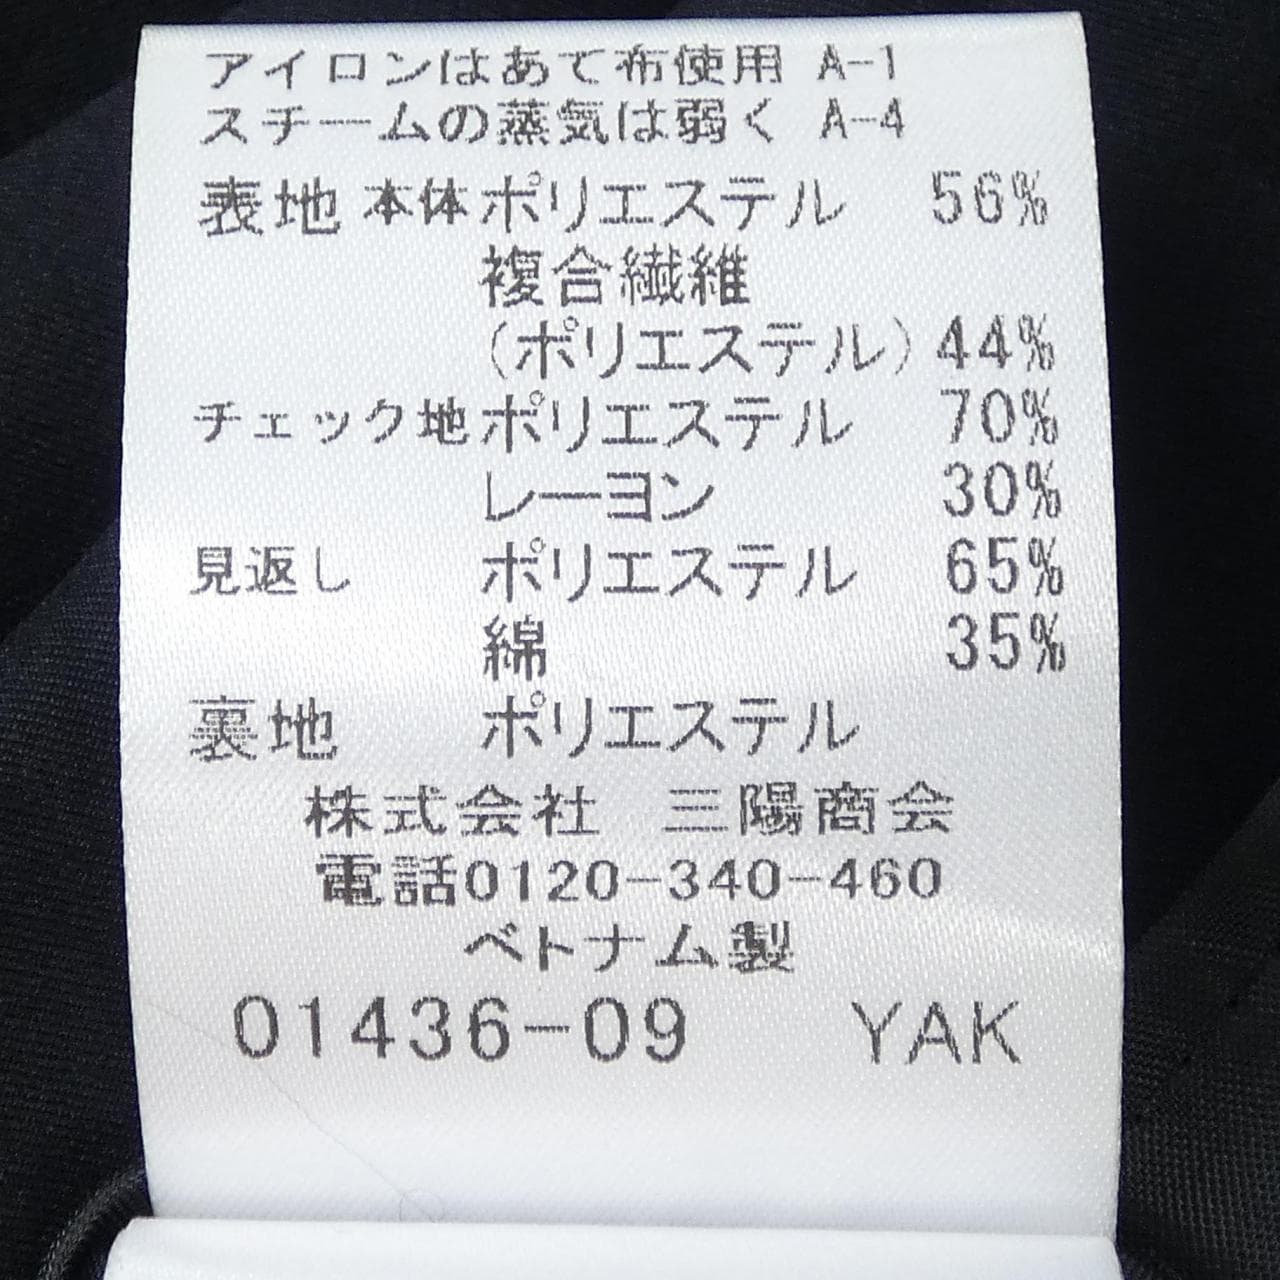 アイロンはあて布使用 A-1
スチームの蒸気は弱く A-4
表地 本体 ポリエステル 56%
複合繊維
(ポリエステル) 44%
チェック地 ポリエステル 70%
レーヨン 30%
見返し ポリエステル 65%
綿 35%
裏地 ポリエステル
株式会社 三陽商会
電話0120-340-460
ベトナム製
01436-09 YAK